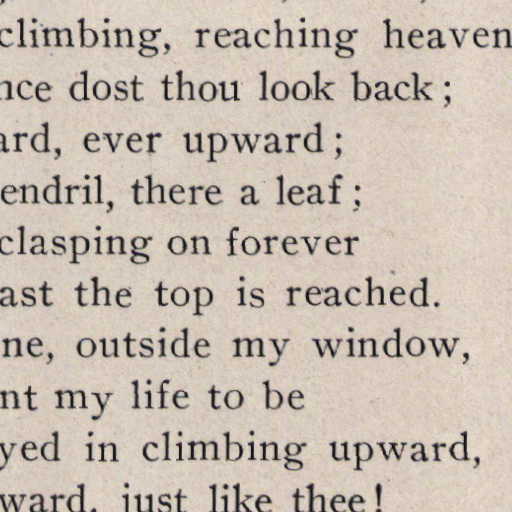 climbing, reaching heaven
nce dost thou look back;
ard, ever upward;
endril, there a leaf;
clasping on forever
ast the top is reached.
ne, outside my window,
nt my life to be
yed in climbing upward,
ward, just like thee!